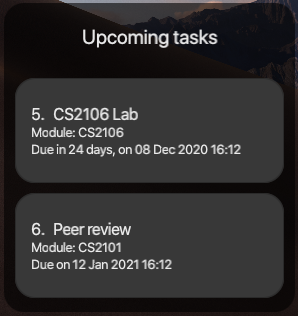 Upcoming tasks
5. CS2106 Lab
Module: CS2106
Due in 24 days, on 08 Dec 2020 16:12
6. Peer review
Module: CS2101
Due on 12 Jan 2021 16:12